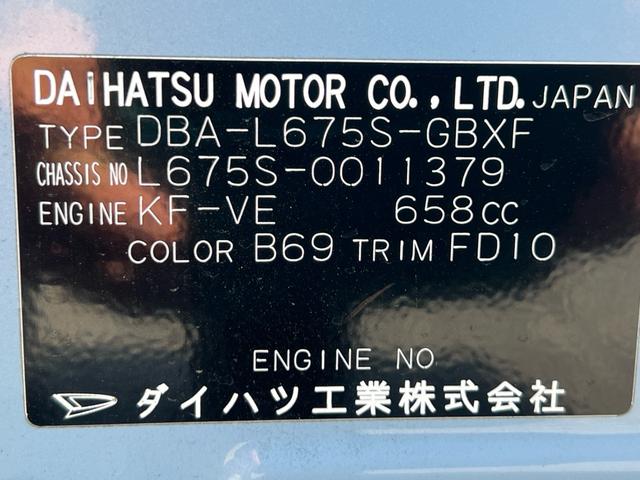 DAIHATSU MOTOR CO., LTD. JAPAN
TYPE DBA-L675S-GBXF
CHASSIS NO L675S-0011379
ENGINE KF-VE 658CC
COLOR B69 TRIM FD10
ENGINE NO
ダイハツ工業株式会社